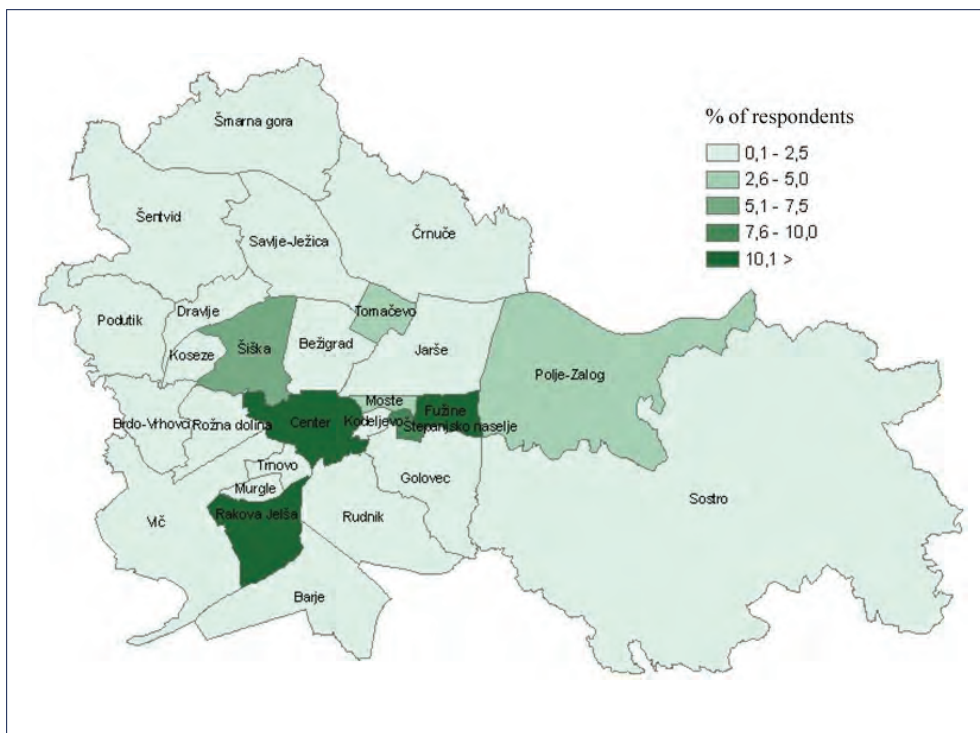 Šmarna gora
% of respondents
0,1 - 2,5
2,6 - 5,0
5,1 - 7,5
7,6 - 10,0
10,1 >
Šentvid
Savlje-Ježica
Črnuče
Podutik
Dravlje
Tomačevo
Koseze
Šiška
Bežigrad
Jarše
Polje-Zalog
Moste
Brdo-Vrhovci
Rožna dolina
Center
Kodeljevo
Fužine
Štepanjsko naselje
Trnovo
Murgle
Golovec
Sostro
Vič
Rakova Jelša
Rudnik
Barje